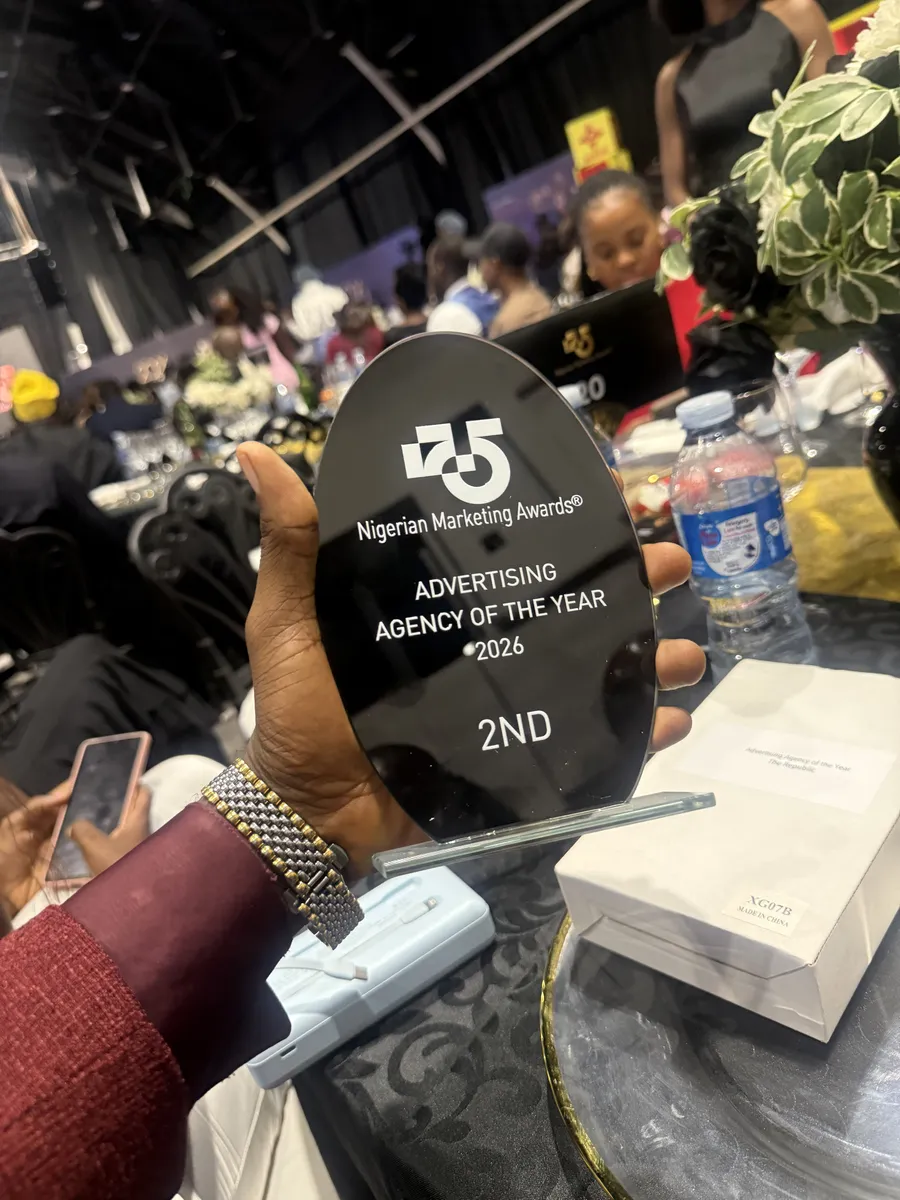 75
Nigerian Marketing Awards®
ADVERTISING
AGENCY OF THE YEAR
2026
2ND
20
Advertising Agency of the Year
The Republic
XG07B
MADE IN CHINA